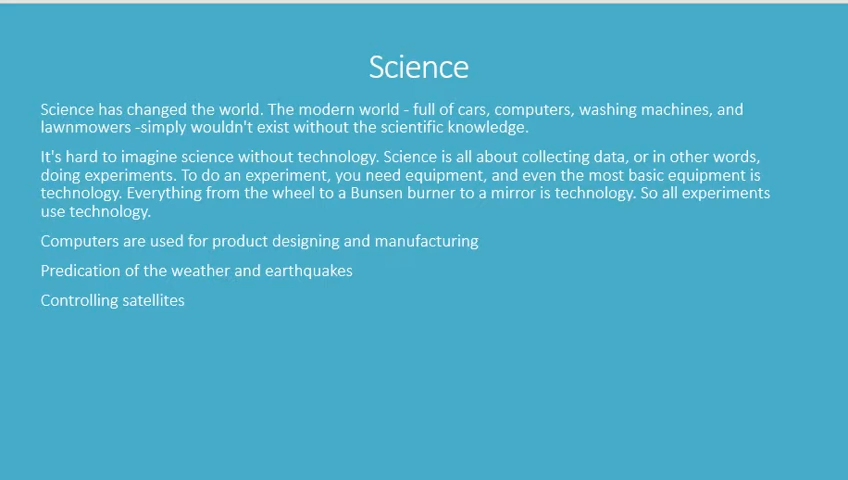 Science
Science has changed the world. The modern world - full of cars, computers, washing machines, and
lawnmowers -simply wouldn't exist without the scientific knowledge.
It's hard to imagine science without technology. Science is all about collecting data, or in other words,
doing experiments. To do an experiment, you need equipment, and even the most basic equipment is
technology. Everything from the wheel to a Bunsen burner to a mirror is technology. So all experiments
use technology.
Computers are used for product designing and manufacturing
Predication of the weather and earthquakes
Controlling satellites